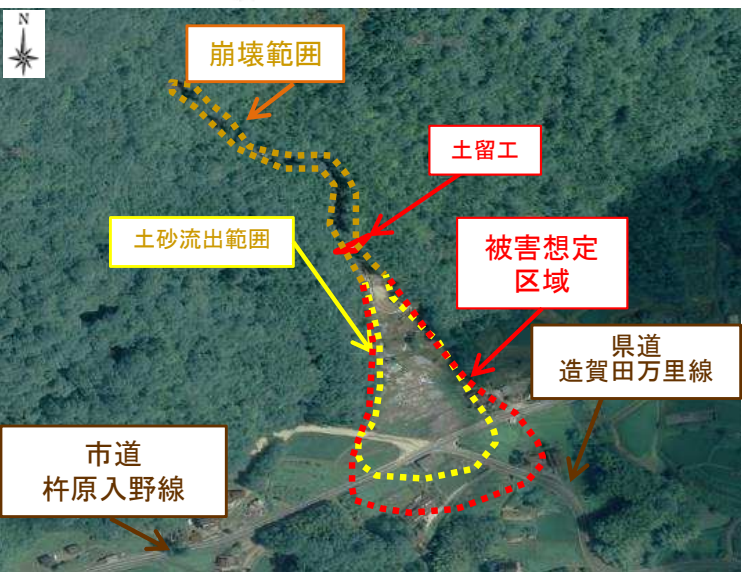 N
崩壊範囲
土留工
土砂流出範囲
被害想定
区域
県道
造賀田万里線
市道
杵原入野線